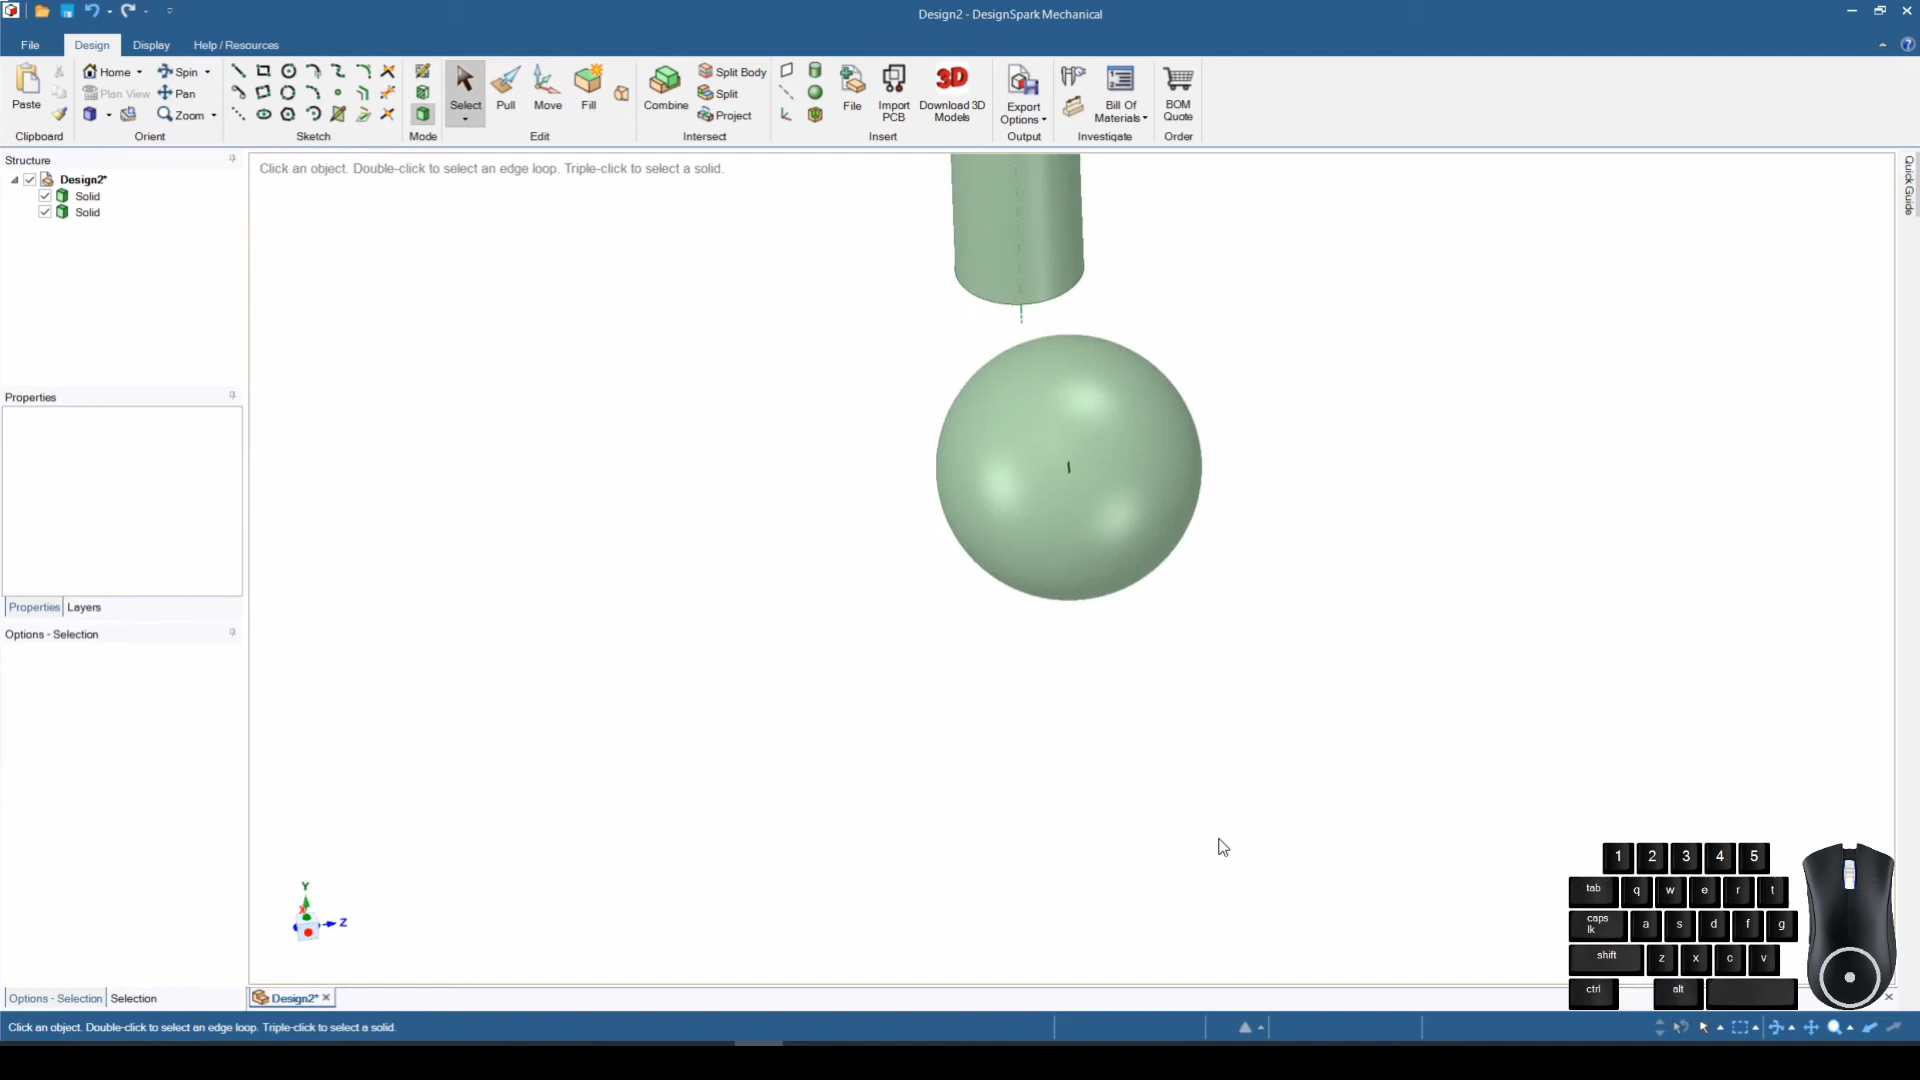 Design2 - DesignSpark Mechanical
File Design Display Help / Resources
Paste
Home Spin
Plan View Pan
Zoom
Select Pull Move Fill
Combine
Split Body
Split
Project
File Import PCB Download 3D Models
3D
Export Options
Bill Of Materials
BOM Quote
Clipboard Orient Sketch Mode Edit Intersect Insert Output Investigate Order
Structure
Design2*
Solid
Solid
Click an object. Double-click to select an edge loop. Triple-click to select a solid.
Quick Guide
Properties
Properties Layers
Options - Selection
Y
X
Z
1 2 3 4 5
tab q w e r t
caps lk a s d f g
shift z x c v
ctrl alt
Options - Selection Selection
Design2*
Click an object. Double-click to select an edge loop. Triple-click to select a solid.